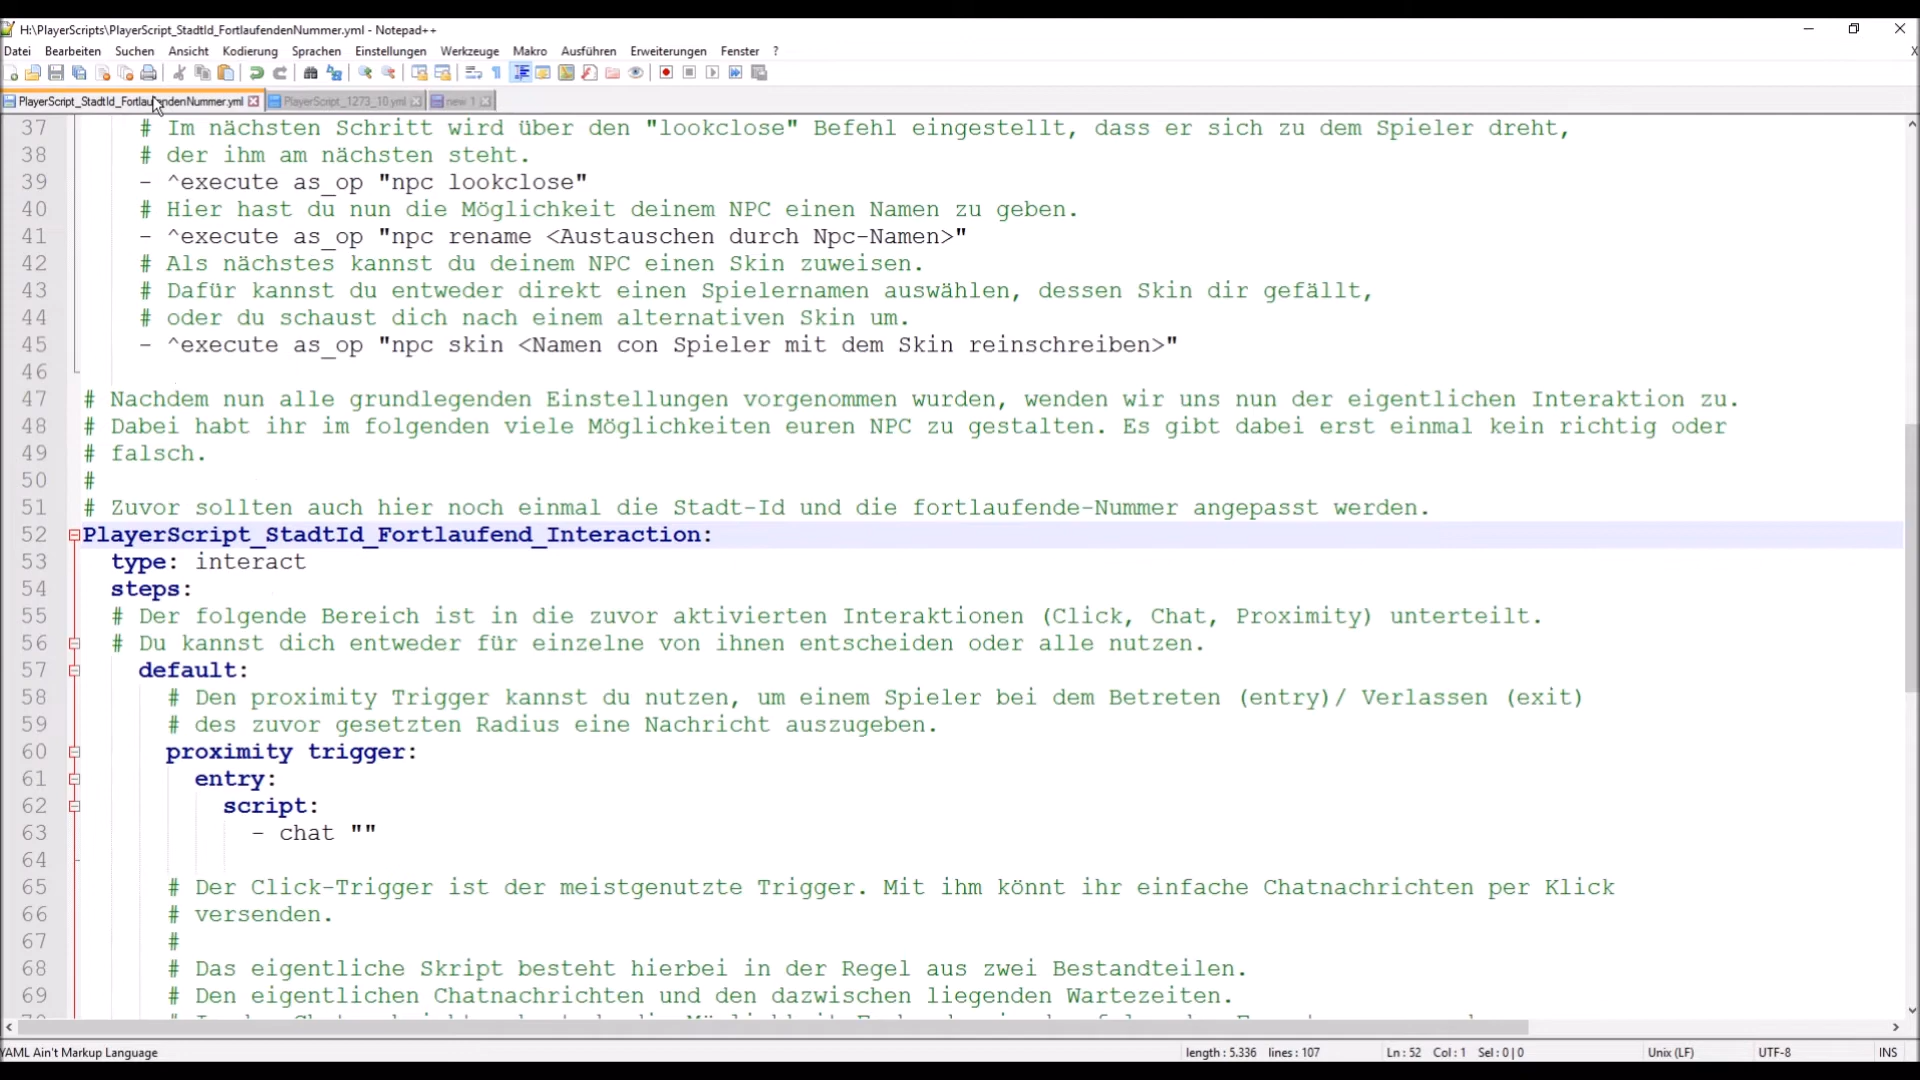 H:\PlayerScripts\PlayerScript_StadtId_FortlaufendenNummer.yml - Notepad++
Datei Bearbeiten Suchen Ansicht Kodierung Sprachen Einstellungen Werkzeuge Makro Ausführen Erweiterungen Fenster ? X
PlayerScript_StadtId_FortlaufendenNummer.yml PlayerScript_1273_10.yml new 1
37 # Im nächsten Schritt wird über den "lookclose" Befehl eingestellt, dass er sich zu dem Spieler dreht,
38 # der ihm am nächsten steht.
39 - ^execute as_op "npc lookclose"
40 # Hier hast du nun die Möglichkeit deinem NPC einen Namen zu geben.
41 - ^execute as_op "npc rename <Austauschen durch Npc-Namen>"
42 # Als nächstes kannst du deinem NPC einen Skin zuweisen.
43 # Dafür kannst du entweder direkt einen Spielernamen auswählen, dessen Skin dir gefällt,
44 # oder du schaust dich nach einem alternativen Skin um.
45 - ^execute as_op "npc skin <Namen con Spieler mit dem Skin reinschreiben>"
46
47 # Nachdem nun alle grundlegenden Einstellungen vorgenommen wurden, wenden wir uns nun der eigentlichen Interaktion zu.
48 # Dabei habt ihr im folgenden viele Möglichkeiten euren NPC zu gestalten. Es gibt dabei erst einmal kein richtig oder
49 # falsch.
50 #
51 # Zuvor sollten auch hier noch einmal die Stadt-Id und die fortlaufende-Nummer angepasst werden.
52 PlayerScript_StadtId_Fortlaufend_Interaction:
53 type: interact
54 steps:
55 # Der folgende Bereich ist in die zuvor aktivierten Interaktionen (Click, Chat, Proximity) unterteilt.
56 # Du kannst dich entweder für einzelne von ihnen entscheiden oder alle nutzen.
57 default:
58 # Den proximity Trigger kannst du nutzen, um einem Spieler bei dem Betreten (entry)/ Verlassen (exit)
59 # des zuvor gesetzten Radius eine Nachricht auszugeben.
60 proximity trigger:
61 entry:
62 script:
63 - chat ""
64
65 # Der Click-Trigger ist der meistgenutzte Trigger. Mit ihm könnt ihr einfache Chatnachrichten per Klick
66 # versenden.
67 #
68 # Das eigentliche Skript besteht hierbei in der Regel aus zwei Bestandteilen.
69 # Den eigentlichen Chatnachrichten und den dazwischen liegenden Wartezeiten.
YAML Ain't Markup Language length : 5.336 lines : 107 Ln : 52 Col : 1 Sel : 0 | 0 Unix (LF) UTF-8 INS